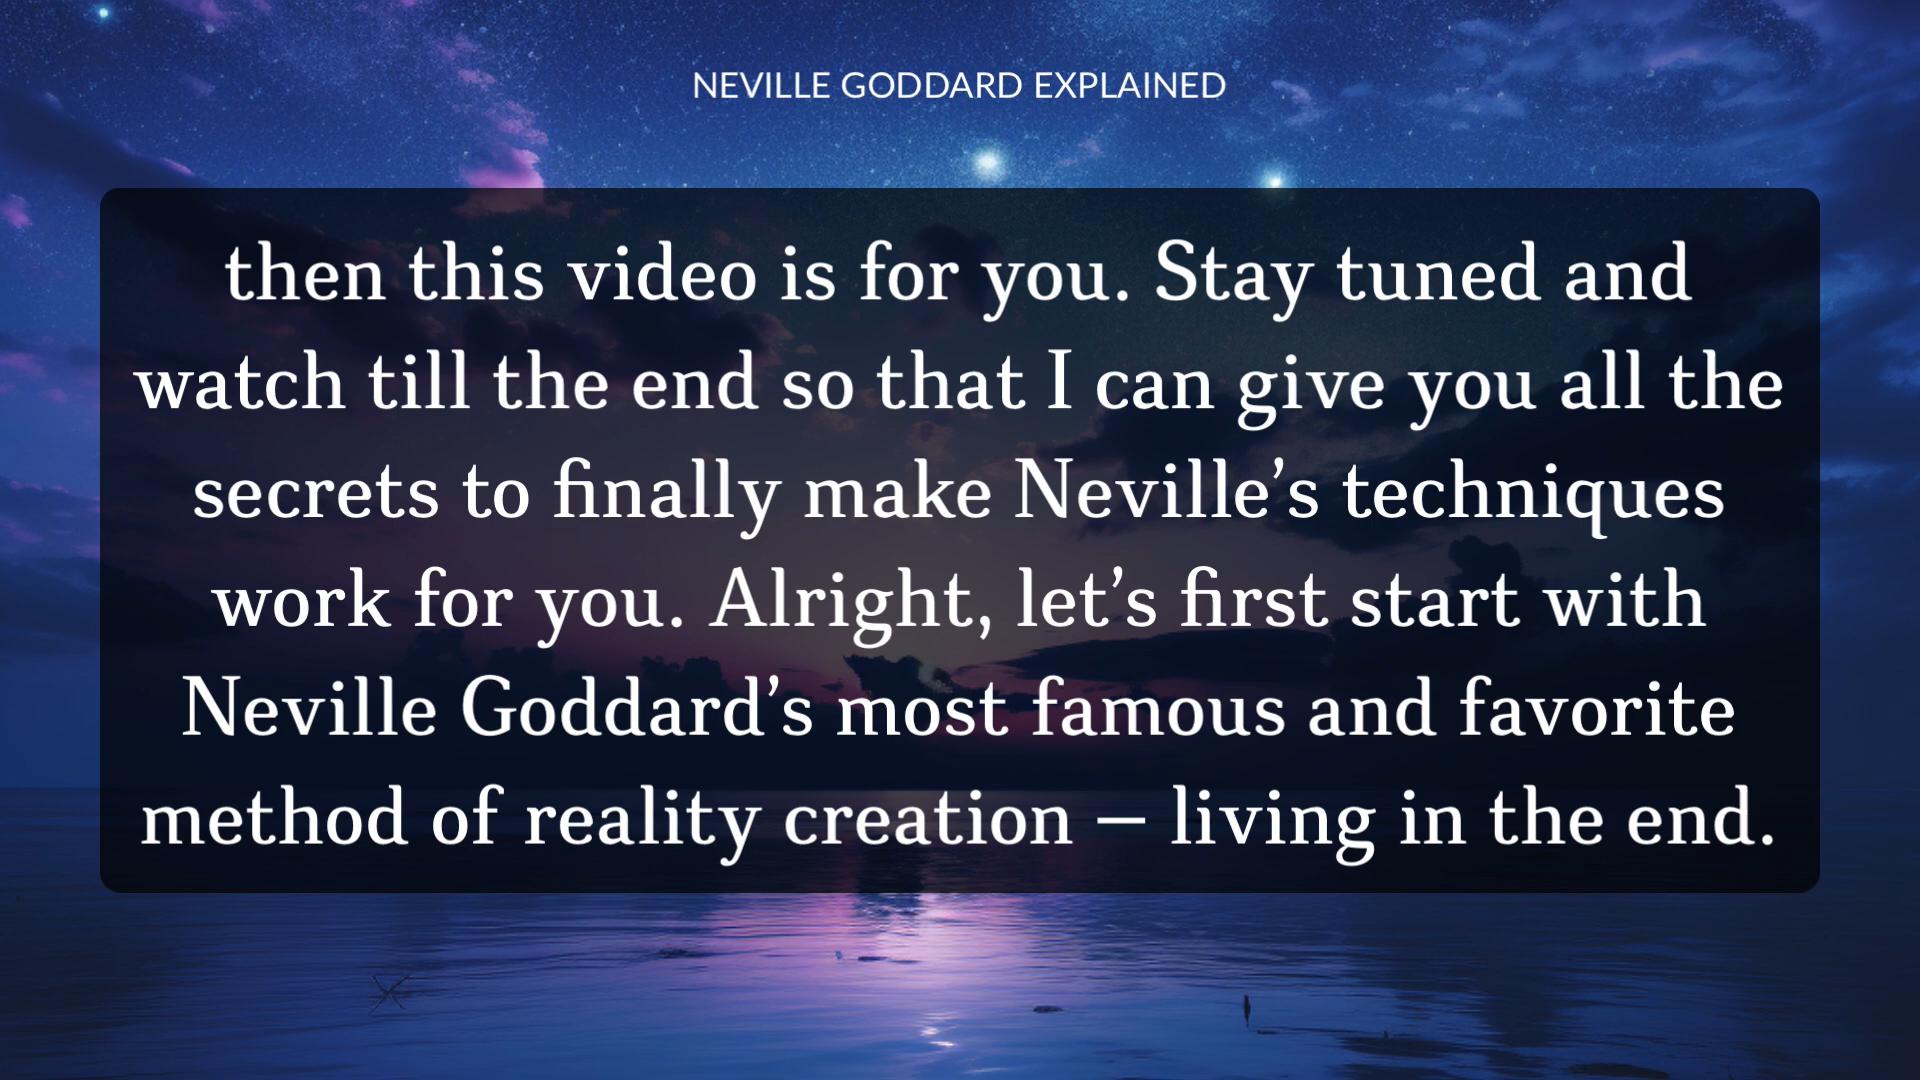 NEVILLE GODDARD EXPLAINED
then this video is for you. Stay tuned and
watch till the end so that I can give you all the
secrets to finally make Neville’s techniques
work for you. Alright, let’s first start with
Neville Goddard’s most famous and favorite
method of reality creation – living in the end.